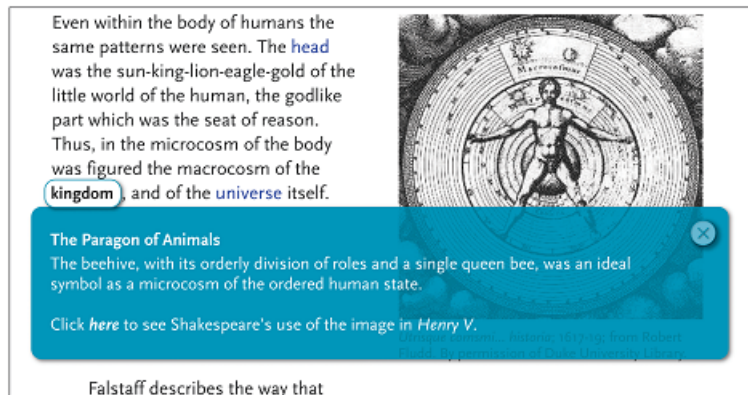 Even within the body of humans the
same patterns were seen. The head
was the sun-king-lion-eagle-gold of the
little world of the human, the godlike
part which was the seat of reason.
Thus, in the microcosm of the body
was figured the macrocosm of the
kingdom, and of the universe itself.
Macrocosmus
The Paragon of Animals
The beehive, with its orderly division of roles and a single queen bee, was an ideal
symbol as a microcosm of the ordered human state.
Click here to see Shakespeare's use of the image in Henry V.
historia; 1617-19; from Robert
Fludd. By permission of Duke University Library.
Falstaff describes the way that